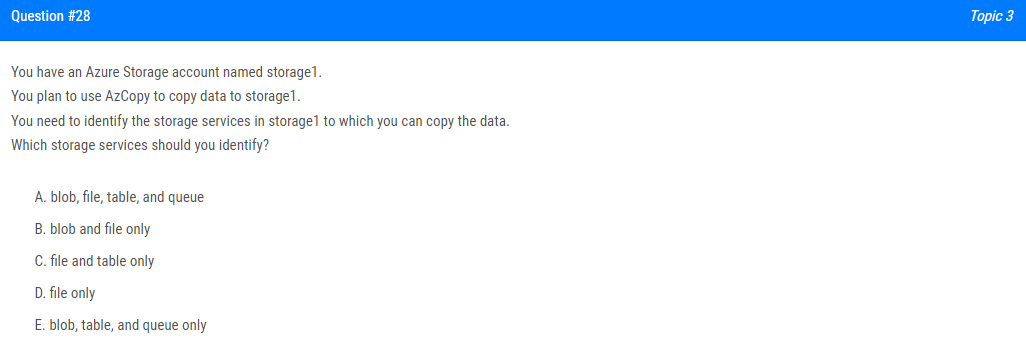 Question #28 Topic 3
You have an Azure Storage account named storage1.
You plan to use AzCopy to copy data to storage1.
You need to identify the storage services in storage1 to which you can copy the data.
Which storage services should you identify?
A. blob, file, table, and queue
B. blob and file only
C. file and table only
D. file only
E. blob, table, and queue only